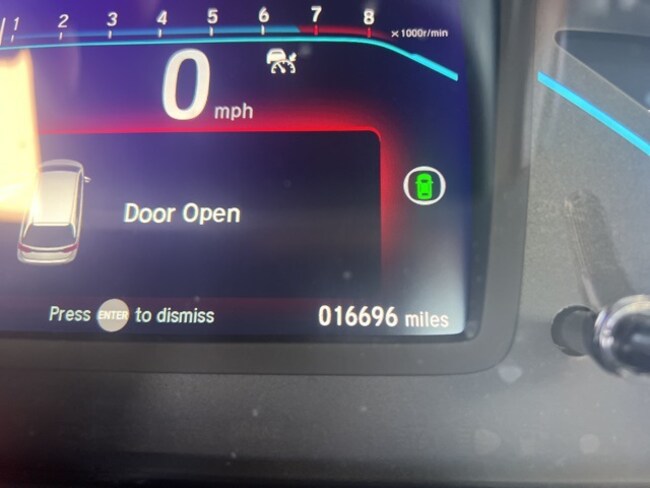 1 2 3 4 5 6 7 8 x1000r/min
0 mph
Door Open
Press ENTER to dismiss
016696 miles